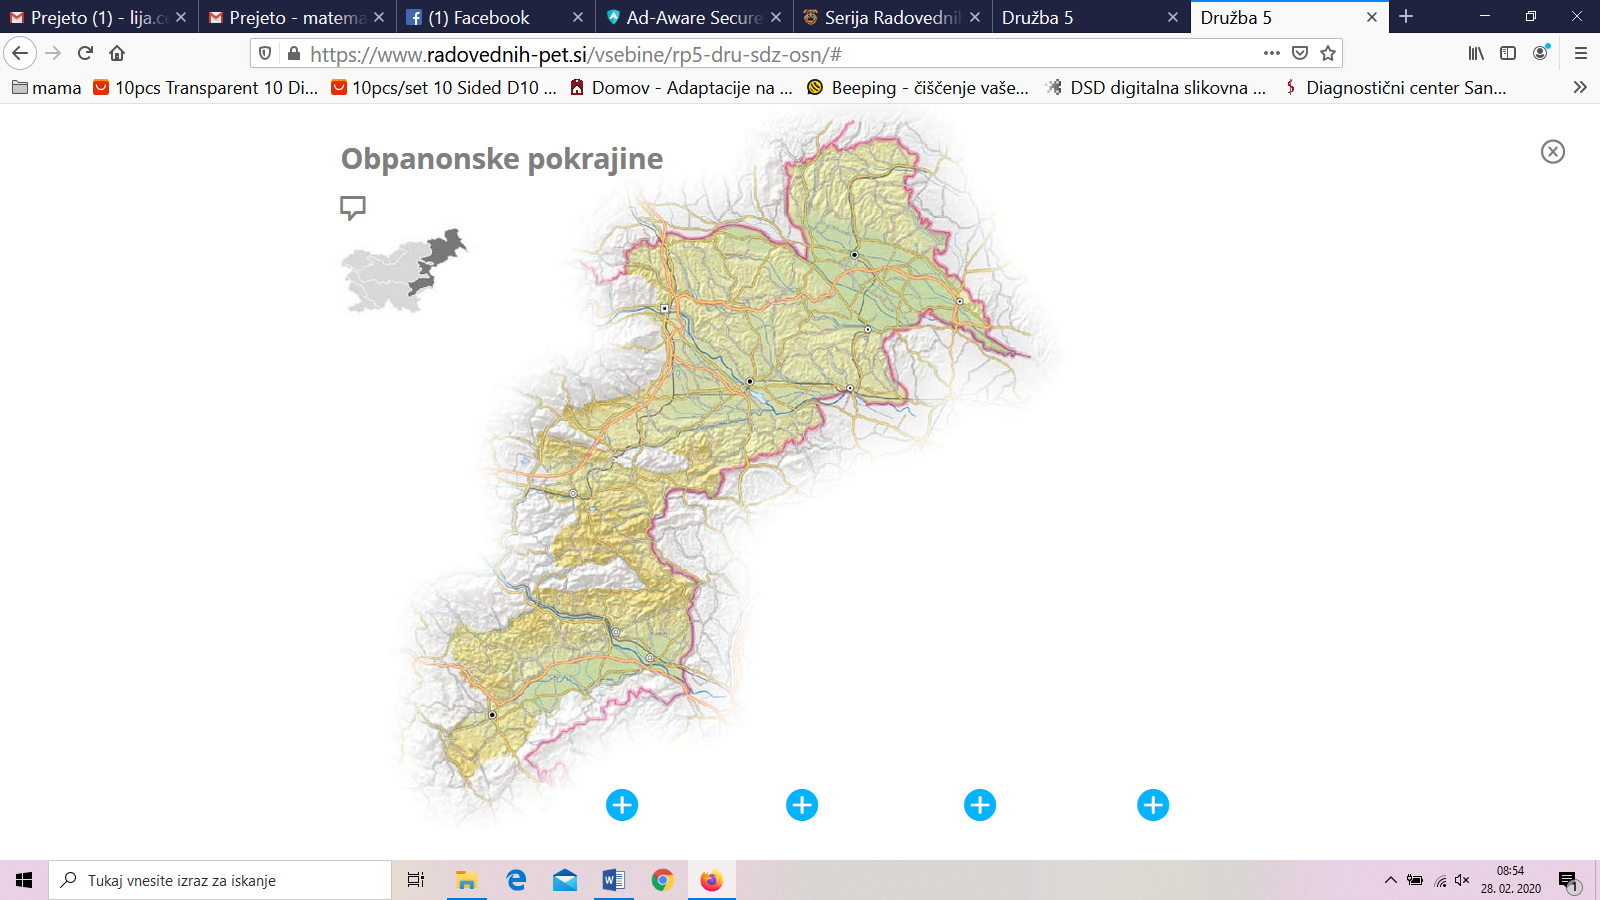 Prejeto (1) - lija.ce
Prejeto - matema
(1) Facebook
Ad-Aware Secure
Serija Radovednih
Družba 5
Družba 5
https://www.radovednih-pet.si/vsebine/rp5-dru-sdz-osn/#
mama
10pcs Transparent 10 Di...
10pcs/set 10 Sided D10 ...
Domov - Adaptacije na ...
Beeping - čiščenje vaše...
DSD digitalna slikovna ...
Diagnostični center San...
Obpanonske pokrajine
Tukaj vnesite izraz za iskanje
08:54
28. 02. 2020
1